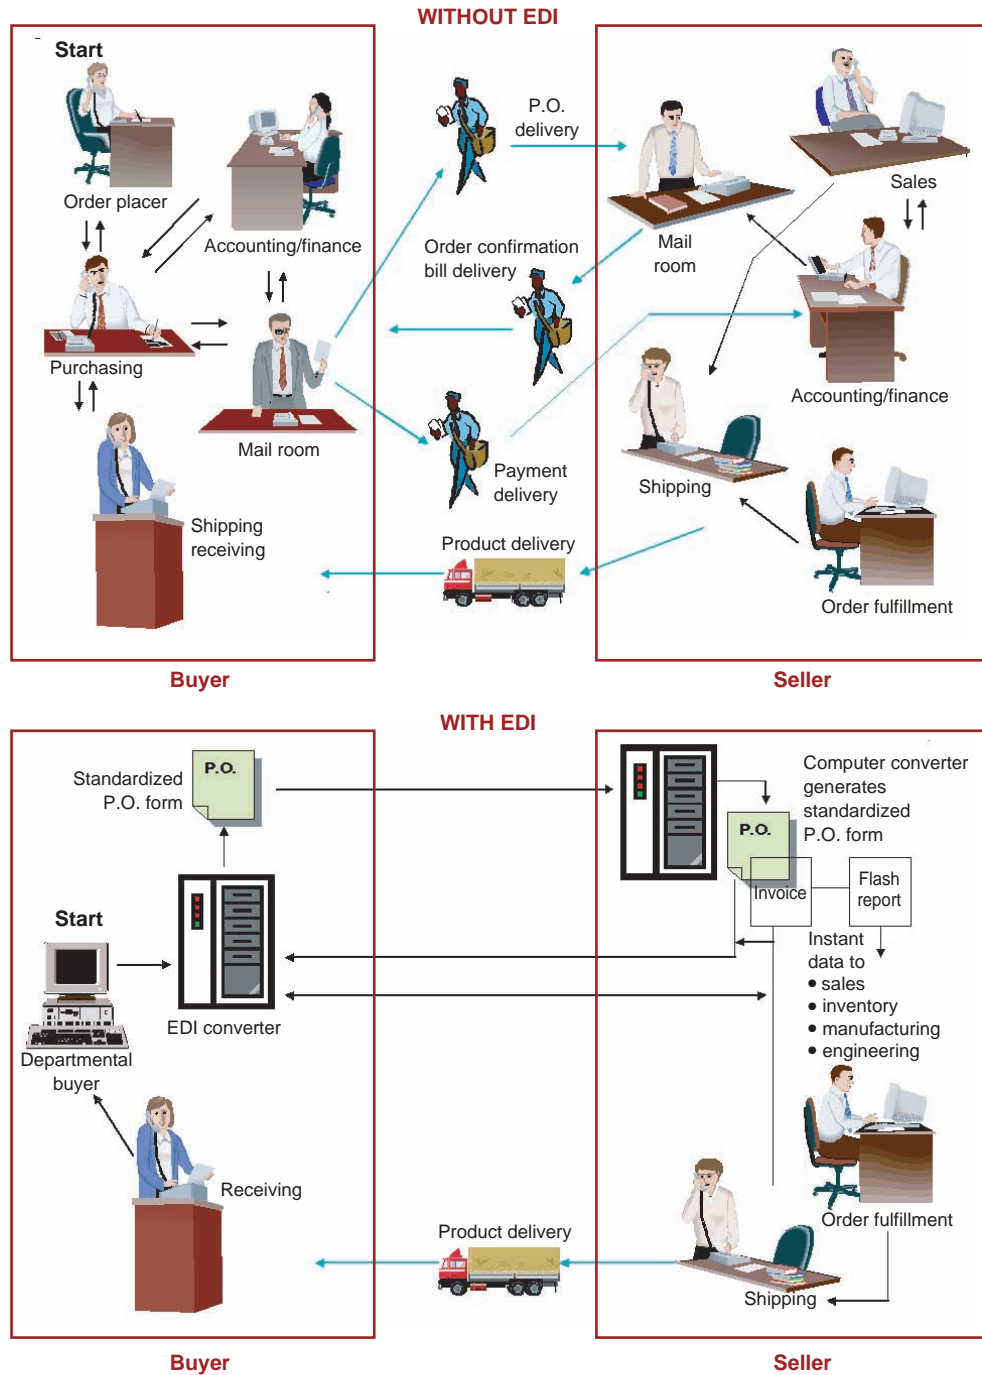 WITHOUT EDI
Start
Order placer
Accounting/finance
Purchasing
Mail room
Shipping
receiving
P.O.
delivery
Order confirmation
bill delivery
Payment
delivery
Product delivery
Mail
room
Sales
Accounting/finance
Shipping
Order fulfillment
Buyer
Seller
WITH EDI
Standardized
P.O. form
P.O.
Start
EDI converter
Departmental
buyer
Receiving
Product delivery
Computer converter
generates
standardized
P.O. form
P.O.
Invoice
Flash
report
Instant
data to
• sales
• inventory
• manufacturing
• engineering
Order fulfillment
Shipping
Buyer
Seller